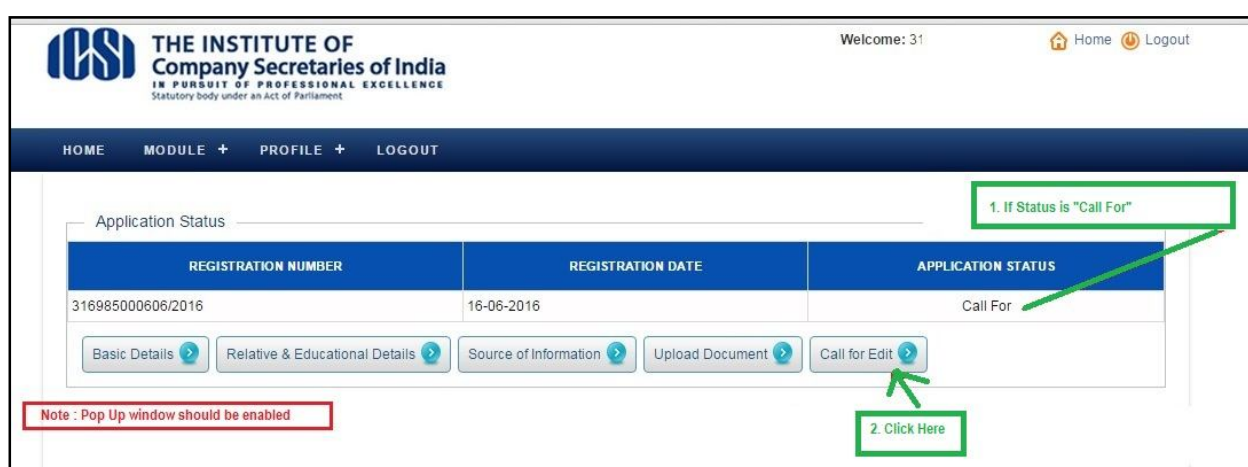 ICSI
THE INSTITUTE OF
Company Secretaries of India
IN PURSUIT OF PROFESSIONAL EXCELLENCE
Statutory body under an Act of Parliament
Welcome: 31
Home Logout
HOME MODULE + PROFILE + LOGOUT
1. If Status is "Call For"
Application Status
REGISTRATION NUMBER REGISTRATION DATE APPLICATION STATUS
316985000606/2016 16-06-2016 Call For
Basic Details Relative & Educational Details Source of Information Upload Document Call for Edit
Note : Pop Up window should be enabled
2. Click Here